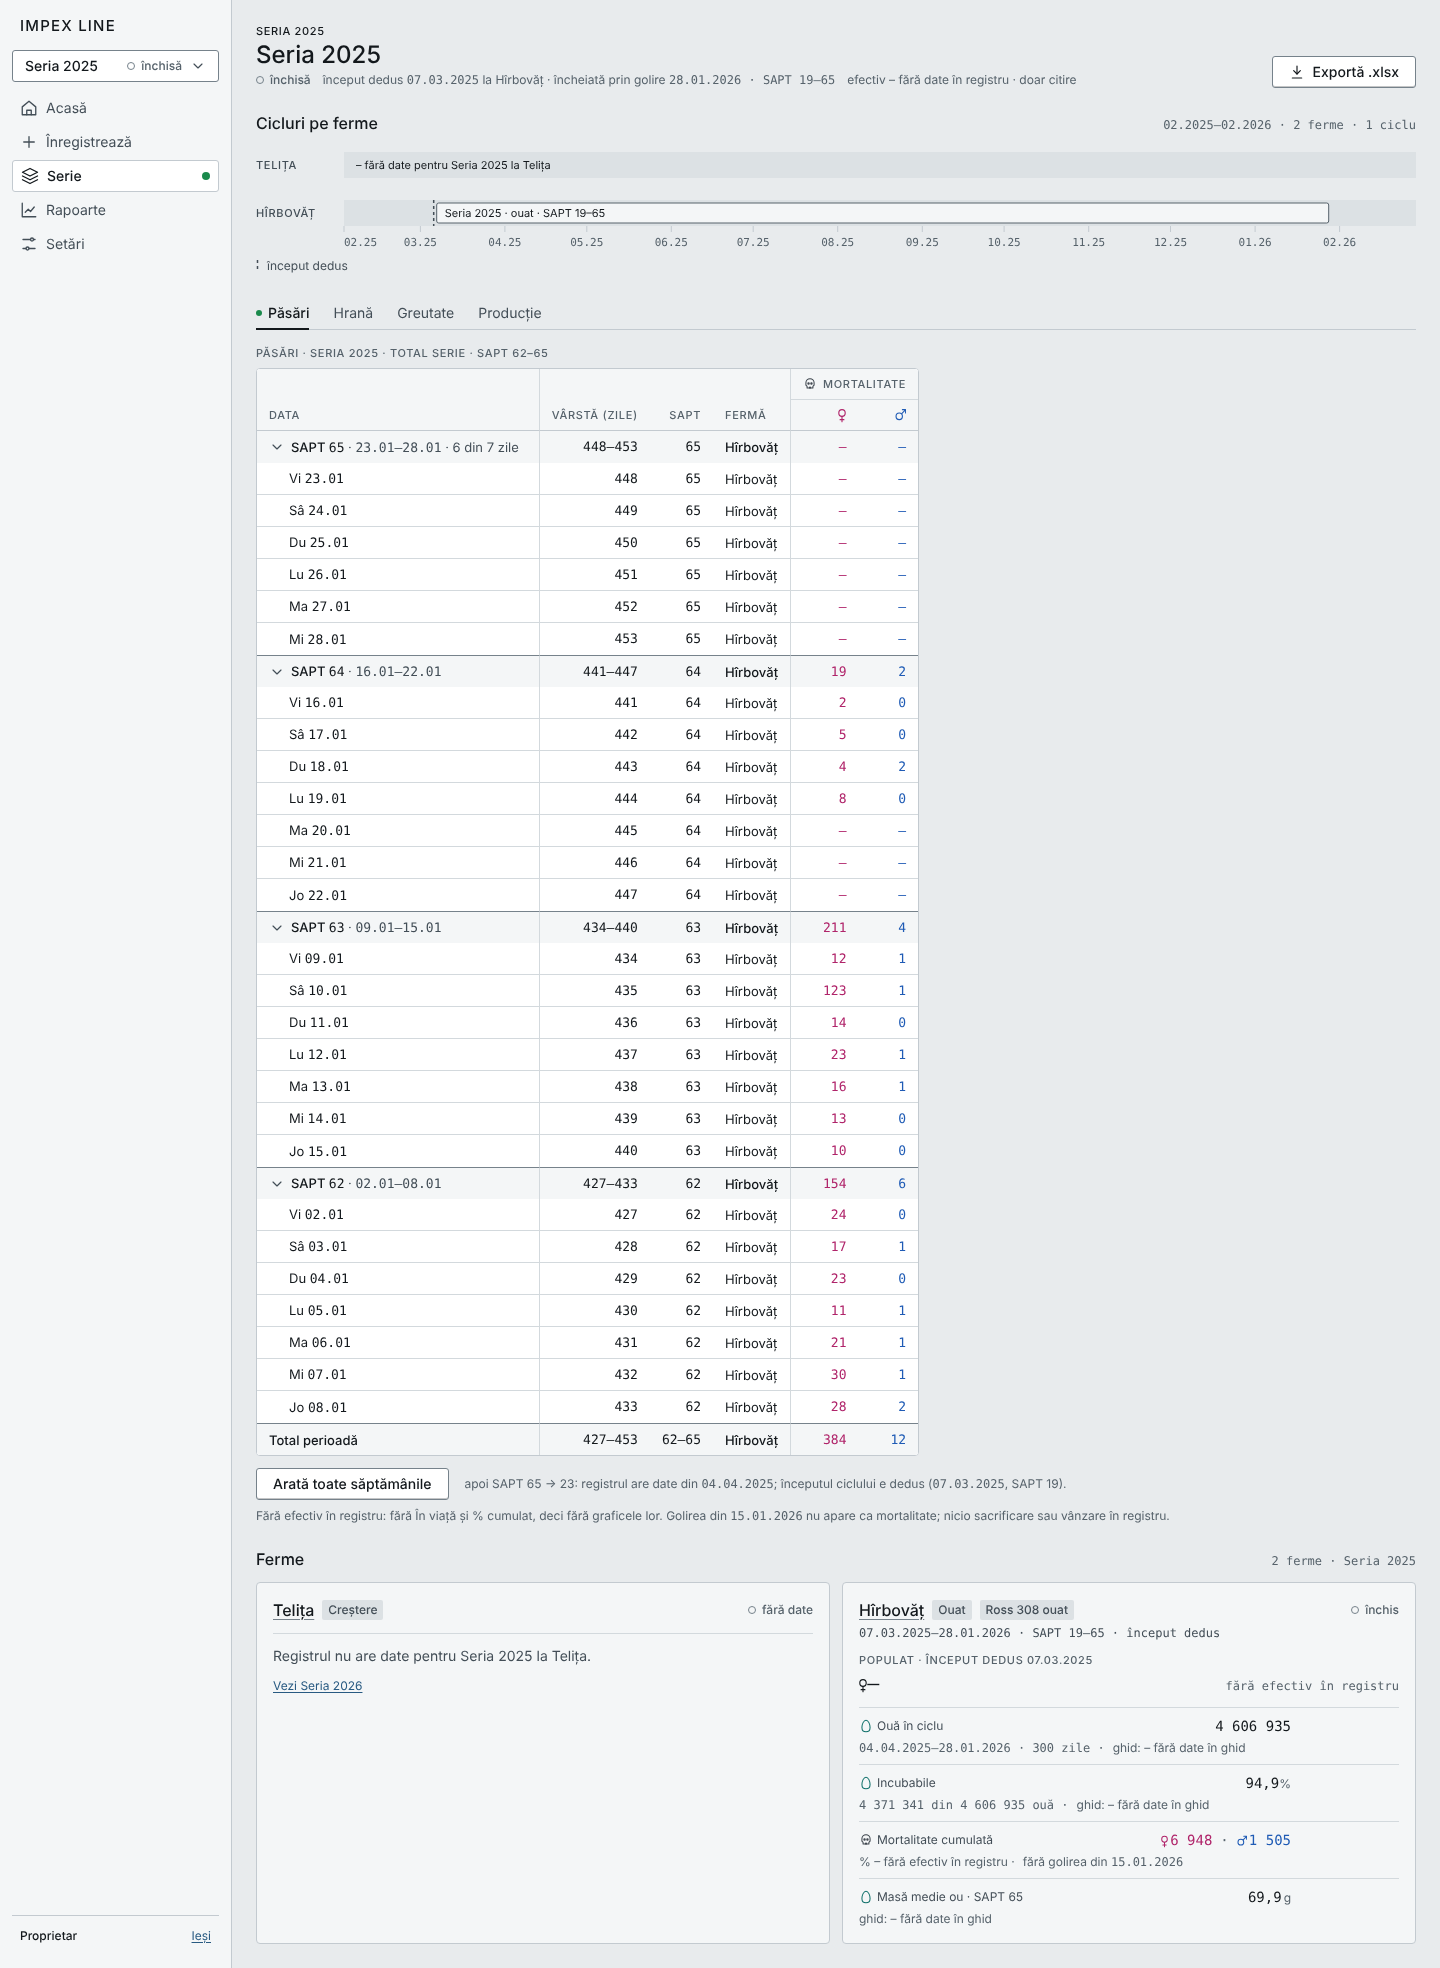 IMPEX LINE
Seria 2025 închisă
Acasă
Înregistrează
Serie
Rapoarte
Setări
SERIA 2025
Seria 2025
închisă început dedus 07.03.2025 la Hîrbovăț · încheiată prin golire 28.01.2026 · SAPT 19–65 efectiv – fără date în registru · doar citire
Exportă .xlsx
Cicluri pe ferme
02.2025–02.2026 · 2 ferme · 1 ciclu
TELIȚA
– fără date pentru Seria 2025 la Telița
HÎRBOVĂȚ
Seria 2025 · ouat · SAPT 19–65
02.25 03.25 04.25 05.25 06.25 07.25 08.25 09.25 10.25 11.25 12.25 01.26 02.26
început dedus
Păsări Hrană Greutate Producție
PĂSĂRI · SERIA 2025 · TOTAL SERIE · SAPT 62–65
MORTALITATE
DATA VÂRSTĂ (ZILE) SAPT FERMĂ ♀ ♂
SAPT 65 · 23.01–28.01 · 6 din 7 zile 448–453 65 Hîrbovăț – –
Vi 23.01 448 65 Hîrbovăț – –
Sâ 24.01 449 65 Hîrbovăț – –
Du 25.01 450 65 Hîrbovăț – –
Lu 26.01 451 65 Hîrbovăț – –
Ma 27.01 452 65 Hîrbovăț – –
Mi 28.01 453 65 Hîrbovăț – –
SAPT 64 · 16.01–22.01 441–447 64 Hîrbovăț 19 2
Vi 16.01 441 64 Hîrbovăț 2 0
Sâ 17.01 442 64 Hîrbovăț 5 0
Du 18.01 443 64 Hîrbovăț 4 2
Lu 19.01 444 64 Hîrbovăț 8 0
Ma 20.01 445 64 Hîrbovăț – –
Mi 21.01 446 64 Hîrbovăț – –
Jo 22.01 447 64 Hîrbovăț – –
SAPT 63 · 09.01–15.01 434–440 63 Hîrbovăț 211 4
Vi 09.01 434 63 Hîrbovăț 12 1
Sâ 10.01 435 63 Hîrbovăț 123 1
Du 11.01 436 63 Hîrbovăț 14 0
Lu 12.01 437 63 Hîrbovăț 23 1
Ma 13.01 438 63 Hîrbovăț 16 1
Mi 14.01 439 63 Hîrbovăț 13 0
Jo 15.01 440 63 Hîrbovăț 10 0
SAPT 62 · 02.01–08.01 427–433 62 Hîrbovăț 154 6
Vi 02.01 427 62 Hîrbovăț 24 0
Sâ 03.01 428 62 Hîrbovăț 17 1
Du 04.01 429 62 Hîrbovăț 23 0
Lu 05.01 430 62 Hîrbovăț 11 1
Ma 06.01 431 62 Hîrbovăț 21 1
Mi 07.01 432 62 Hîrbovăț 30 1
Jo 08.01 433 62 Hîrbovăț 28 2
Total perioadă 427–453 62–65 Hîrbovăț 384 12
Arată toate săptămânile apoi SAPT 65 → 23: registrul are date din 04.04.2025; începutul ciclului e dedus (07.03.2025, SAPT 19).
Fără efectiv în registru: fără În viață și % cumulat, deci fără graficele lor. Golirea din 15.01.2026 nu apare ca mortalitate; nicio sacrificare sau vânzare în registru.
Ferme
2 ferme · Seria 2025
Telița Creștere fără date
Registrul nu are date pentru Seria 2025 la Telița.
Vezi Seria 2026
Hîrbovăț Ouat Ross 308 ouat închis
07.03.2025–28.01.2026 · SAPT 19–65 · început dedus
POPULAT · ÎNCEPUT DEDUS 07.03.2025
♀– fără efectiv în registru
Ouă în ciclu 4 606 935
04.04.2025–28.01.2026 · 300 zile · ghid: – fără date în ghid
Incubabile 94,9%
4 371 341 din 4 606 935 ouă · ghid: – fără date în ghid
Mortalitate cumulată ♀6 948 · ♂1 505
% – fără efectiv în registru · fără golirea din 15.01.2026
Masă medie ou · SAPT 65 69,9 g
ghid: – fără date în ghid
Proprietar Ieși